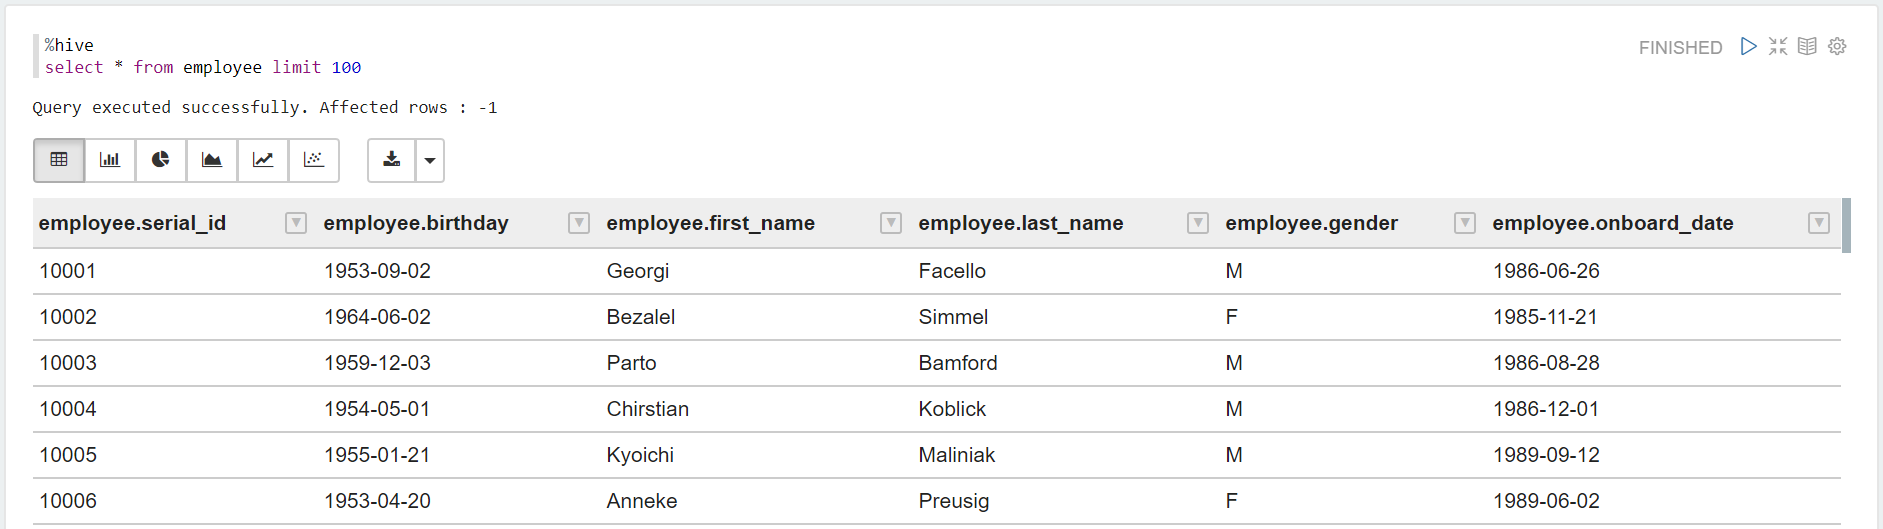 %hive
FINISHED
select * from employee limit 100
Query executed successfully. Affected rows : -1
employee.serial_id employee.birthday employee.first_name employee.last_name employee.gender employee.onboard_date
10001 1953-09-02 Georgi Facello M 1986-06-26
10002 1964-06-02 Bezalel Simmel F 1985-11-21
10003 1959-12-03 Parto Bamford M 1986-08-28
10004 1954-05-01 Chirstian Koblick M 1986-12-01
10005 1955-01-21 Kyoichi Maliniak M 1989-09-12
10006 1953-04-20 Anneke Preusig F 1989-06-02